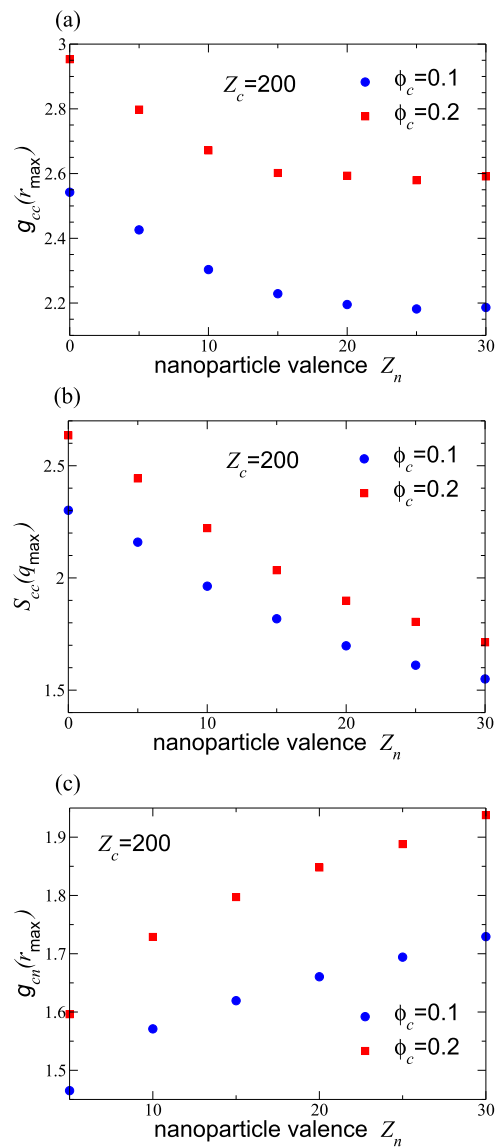 (a)
3
2.8
2.6
2.4
2.2
0 10 20 30
g_cc(r_max)
Z_c=200
ϕ_c=0.1
ϕ_c=0.2
nanoparticle valence Z_n
(b)
2.5
2
1.5
0 10 20 30
S_cc(q_max)
Z_c=200
ϕ_c=0.1
ϕ_c=0.2
nanoparticle valence Z_n
(c)
1.9
1.8
1.7
1.6
1.5
10 20 30
g_cn(r_max)
Z_c=200
ϕ_c=0.1
ϕ_c=0.2
nanoparticle valence Z_n